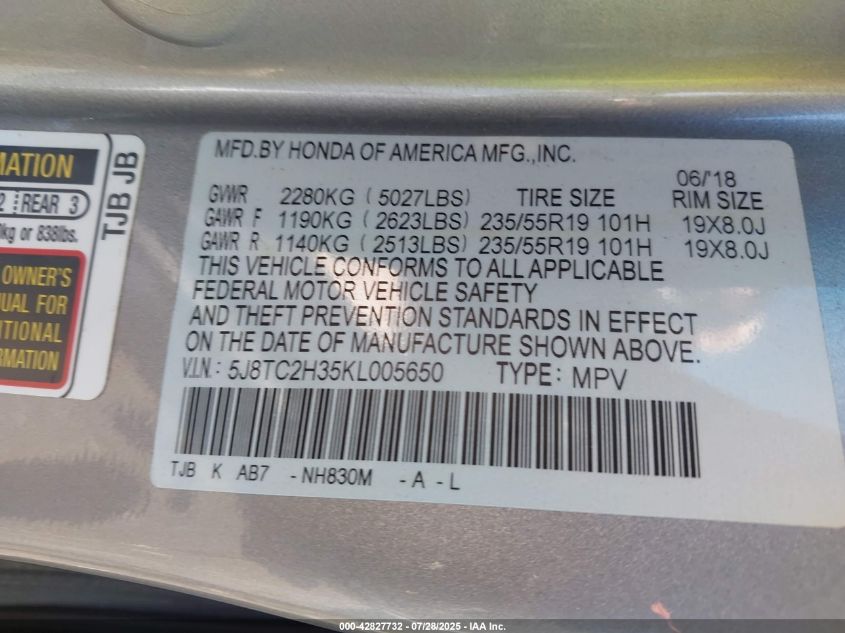 MATION
2 REAR 3
kg or 838lbs.
OWNER'S
UAL FOR
ITIONAL
RMATION
TJB JB
MFD.BY HONDA OF AMERICA MFG.,INC.
06/'18
GVWR 2280KG (5027LBS) TIRE SIZE RIM SIZE
GAWR F 1190KG (2623LBS) 235/55R19 101H 19X8.0J
GAWR R 1140KG (2513LBS) 235/55R19 101H 19X8.0J
THIS VEHICLE CONFORMS TO ALL APPLICABLE
FEDERAL MOTOR VEHICLE SAFETY
AND THEFT PREVENTION STANDARDS IN EFFECT
ON THE DATE OF MANUFACTURE SHOWN ABOVE.
V.I.N.: 5J8TC2H35KL005650 TYPE: MPV
TJB K AB7 -NH830M -A-L
000-42827732 - 07/28/2025 - IAA Inc.